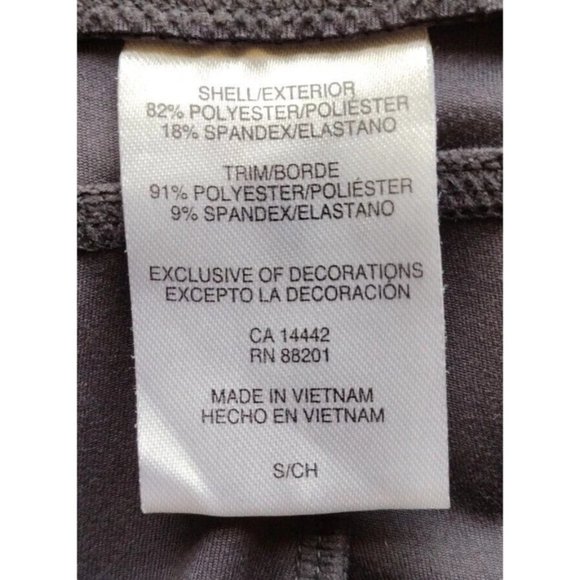 SHELL/EXTERIOR
82% POLYESTER/POLIÉSTER
18% SPANDEX/ELASTANO
TRIM/BORDE
91% POLYESTER/POLIÉSTER
9% SPANDEX/ELASTANO
EXCLUSIVE OF DECORATIONS
EXCEPTO LA DECORACIÓN
CA 14442
RN 88201
MADE IN VIETNAM
HECHO EN VIETNAM
S/CH